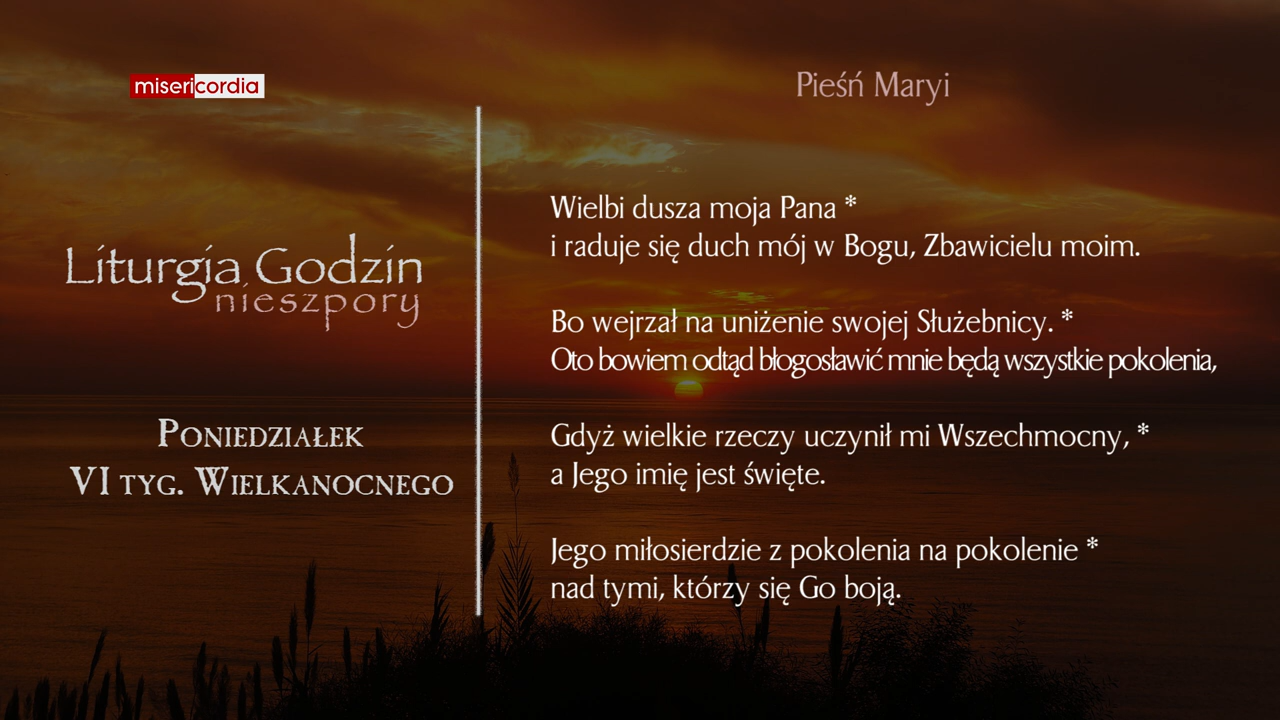 misericordia
Liturgia Godzin
nieszpory
Poniedziałek
VI tyg. Wielkanocnego
Pieśń Maryi
Wielbi dusza moja Pana *
i raduje się duch mój w Bogu, Zbawicielu moim.
Bo wejrzał na uniżenie swojej Służebnicy. *
Oto bowiem odtąd błogosławić mnie będą wszystkie pokolenia,
Gdyż wielkie rzeczy uczynił mi Wszechmocny, *
a Jego imię jest święte.
Jego miłosierdzie z pokolenia na pokolenie *
nad tymi, którzy się Go boją.